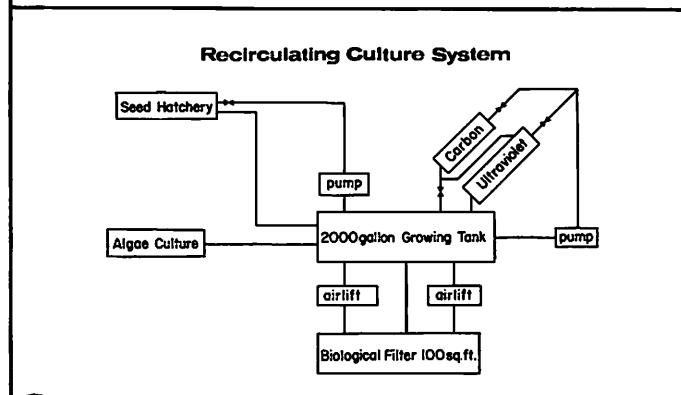 Recirculating Culture System
Seed Hatchery
Carbon
Ultraviolet
pump
2000gallon Growing Tank
Algae Culture
pump
airlift
airlift
Biological Filter 100sq.ft.